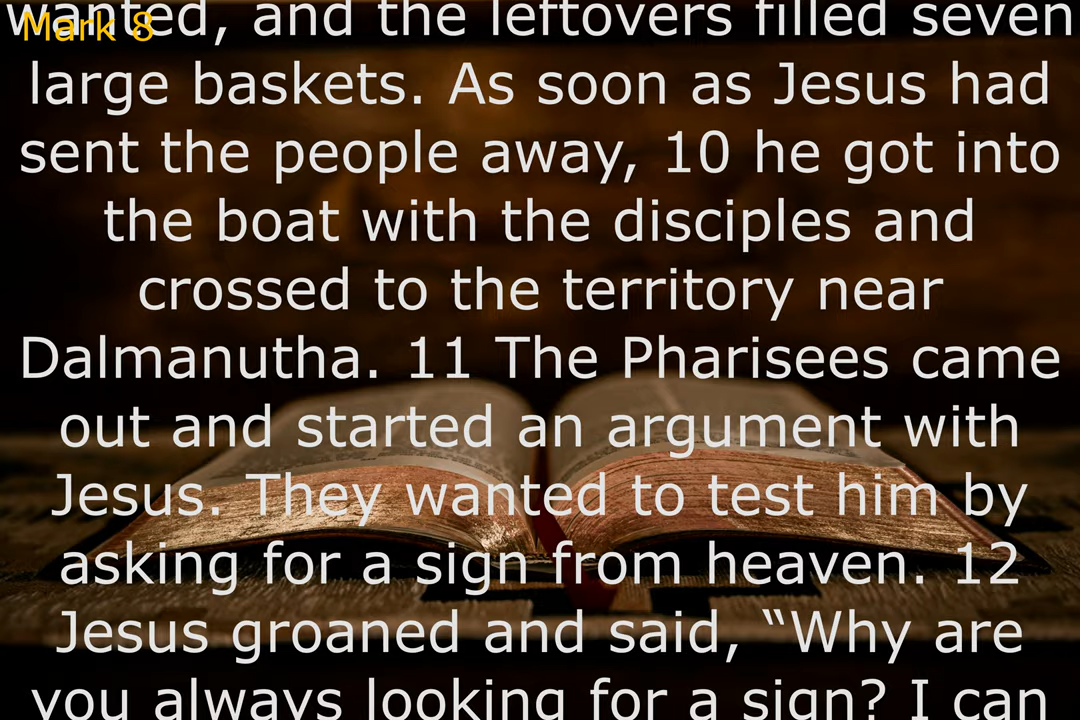 wanted, and the leftovers filled seven
Mark 8
large baskets. As soon as Jesus had
sent the people away, 10 he got into
the boat with the disciples and
crossed to the territory near
Dalmanutha. 11 The Pharisees came
out and started an argument with
Jesus. They wanted to test him by
asking for a sign from heaven. 12
Jesus groaned and said, “Why are
you always looking for a sign? I can